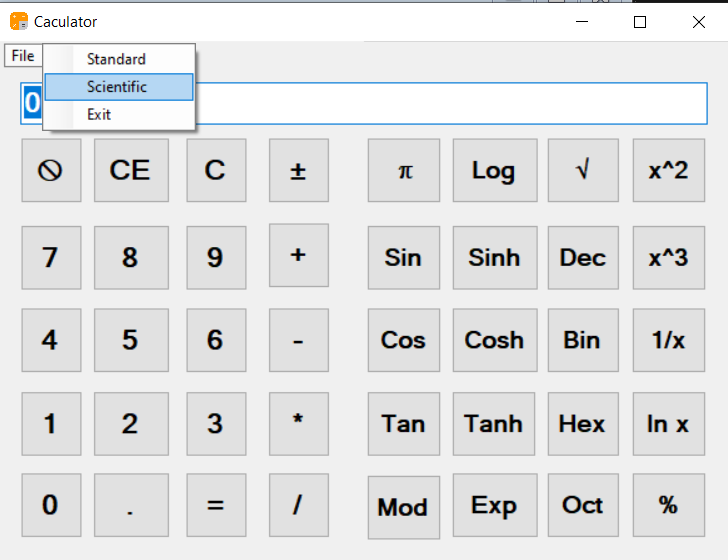 Caculator
File
Standard
Scientific
Exit
0
CE C ± π Log √ x^2
7 8 9 + Sin Sinh Dec x^3
4 5 6 - Cos Cosh Bin 1/x
1 2 3 * Tan Tanh Hex ln x
0 . = / Mod Exp Oct %